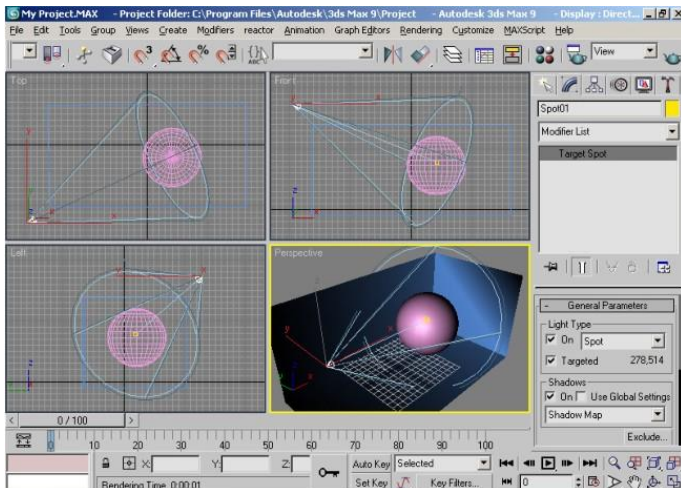 My Project.MAX - Project Folder: C:\Program Files\Autodesk\3ds Max 9\Project - Autodesk 3ds Max 9 - Display : Direct...
File Edit Tools Group Views Create Modifiers reactor Animation Graph Editors Rendering Customize MAXScript Help
View
Top
Front
Left
Perspective
Spot01
Modifier List
Target Spot
- General Parameters
Light Type
On Spot
Targeted 278,514
Shadows
On Use Global Settings
Shadow Map
Exclude...
< 0 / 100 >
0 10 20 30 40 50 60 70 80 90 100
X: Y: Z: Auto Key Selected
Rendering Time 0:00:01 Set Key Key Filters... 0